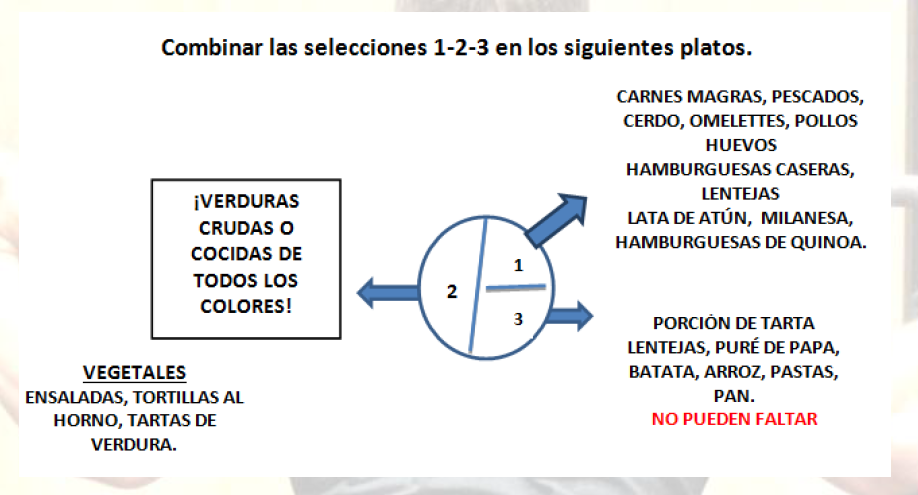 Combinar las selecciones 1-2-3 en los siguientes platos.
CARNES MAGRAS, PESCADOS,
CERDO, OMELETTES, POLLOS
HUEVOS
HAMBURGUESAS CASERAS,
LENTEJAS
LATA DE ATÚN, MILANESA,
HAMBURGUESAS DE QUINOA.
¡VERDURAS
CRUDAS O
COCIDAS DE
TODOS LOS
COLORES!
1
2
3
PORCIÓN DE TARTA
LENTEJAS, PURÉ DE PAPA,
BATATA, ARROZ, PASTAS,
PAN.
NO PUEDEN FALTAR
VEGETALES
ENSALADAS, TORTILLAS AL
HORNO, TARTAS DE
VERDURA.